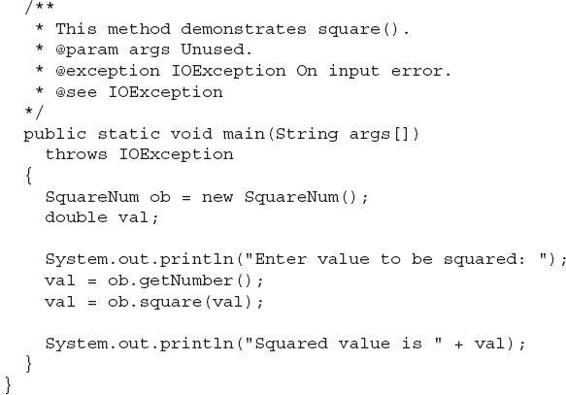 /**
 * This method demonstrates square().
 * @param args Unused.
 * @exception IOException On input error.
 * @see IOException
*/
public static void main(String args[])
  throws IOException
{
  SquareNum ob = new SquareNum();
  double val;

  System.out.println("Enter value to be squared: ");
  val = ob.getNumber();
  val = ob.square(val);

  System.out.println("Squared value is " + val);
}
}